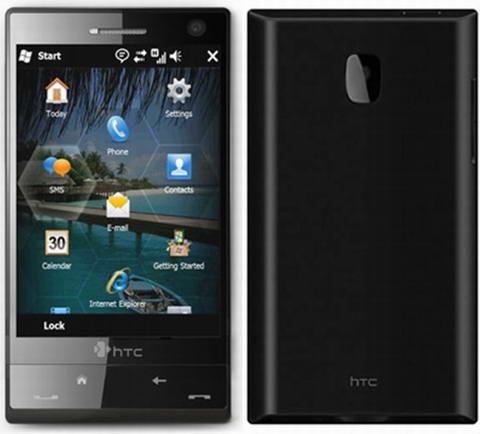 Start
Today
Settings
Phone
SMS
Contacts
E-mail
30
Calendar
Getting Started
Internet Explorer
Lock
htc
htc